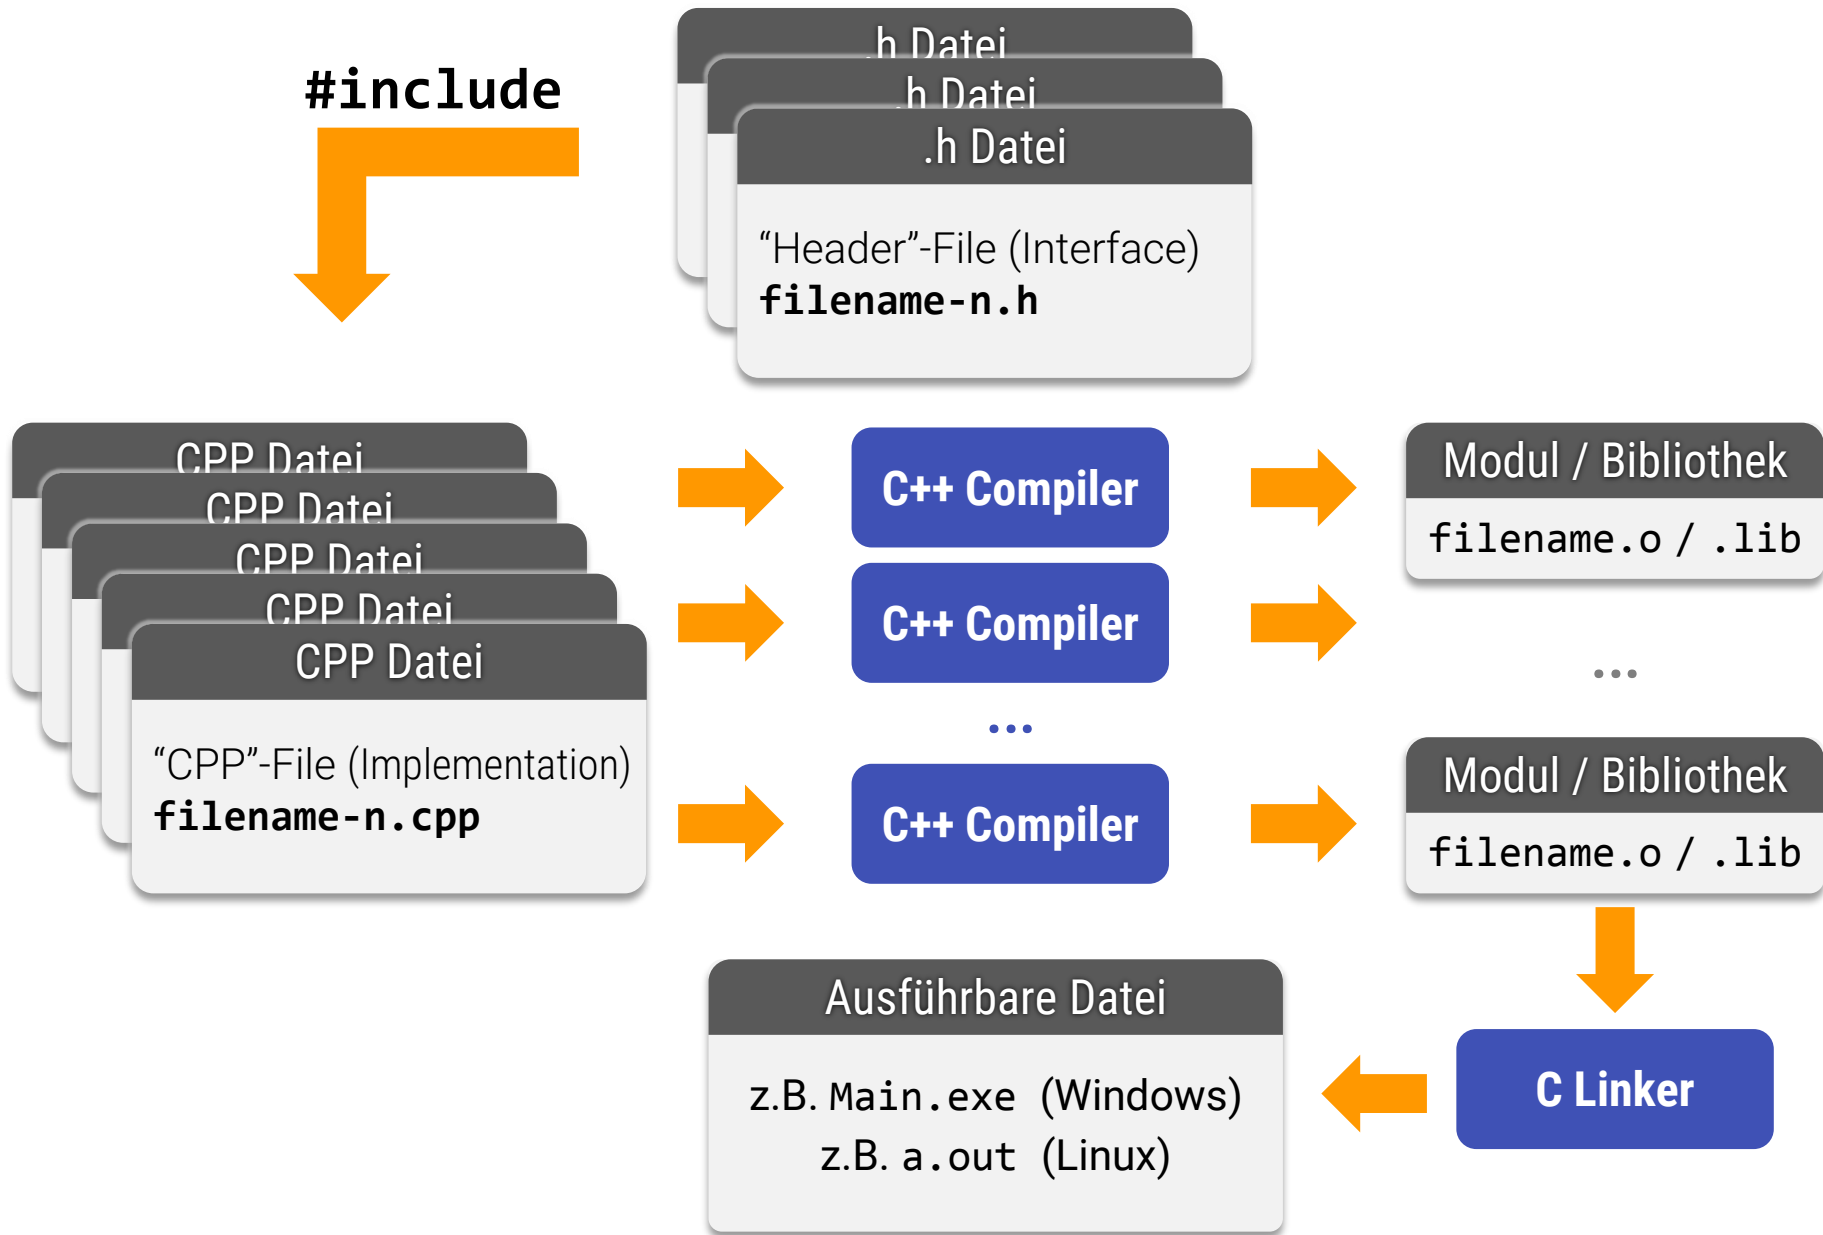 #include
.h Datei
.h Datei
.h Datei
“Header”-File (Interface)
filename-n.h
CPP Datei
CPP Datei
CPP Datei
CPP Datei
CPP Datei
“CPP”-File (Implementation)
filename-n.cpp
C++ Compiler
C++ Compiler
...
C++ Compiler
Modul / Bibliothek
filename.o / .lib
...
Modul / Bibliothek
filename.o / .lib
C Linker
Ausführbare Datei
z.B. Main.exe (Windows)
z.B. a.out (Linux)